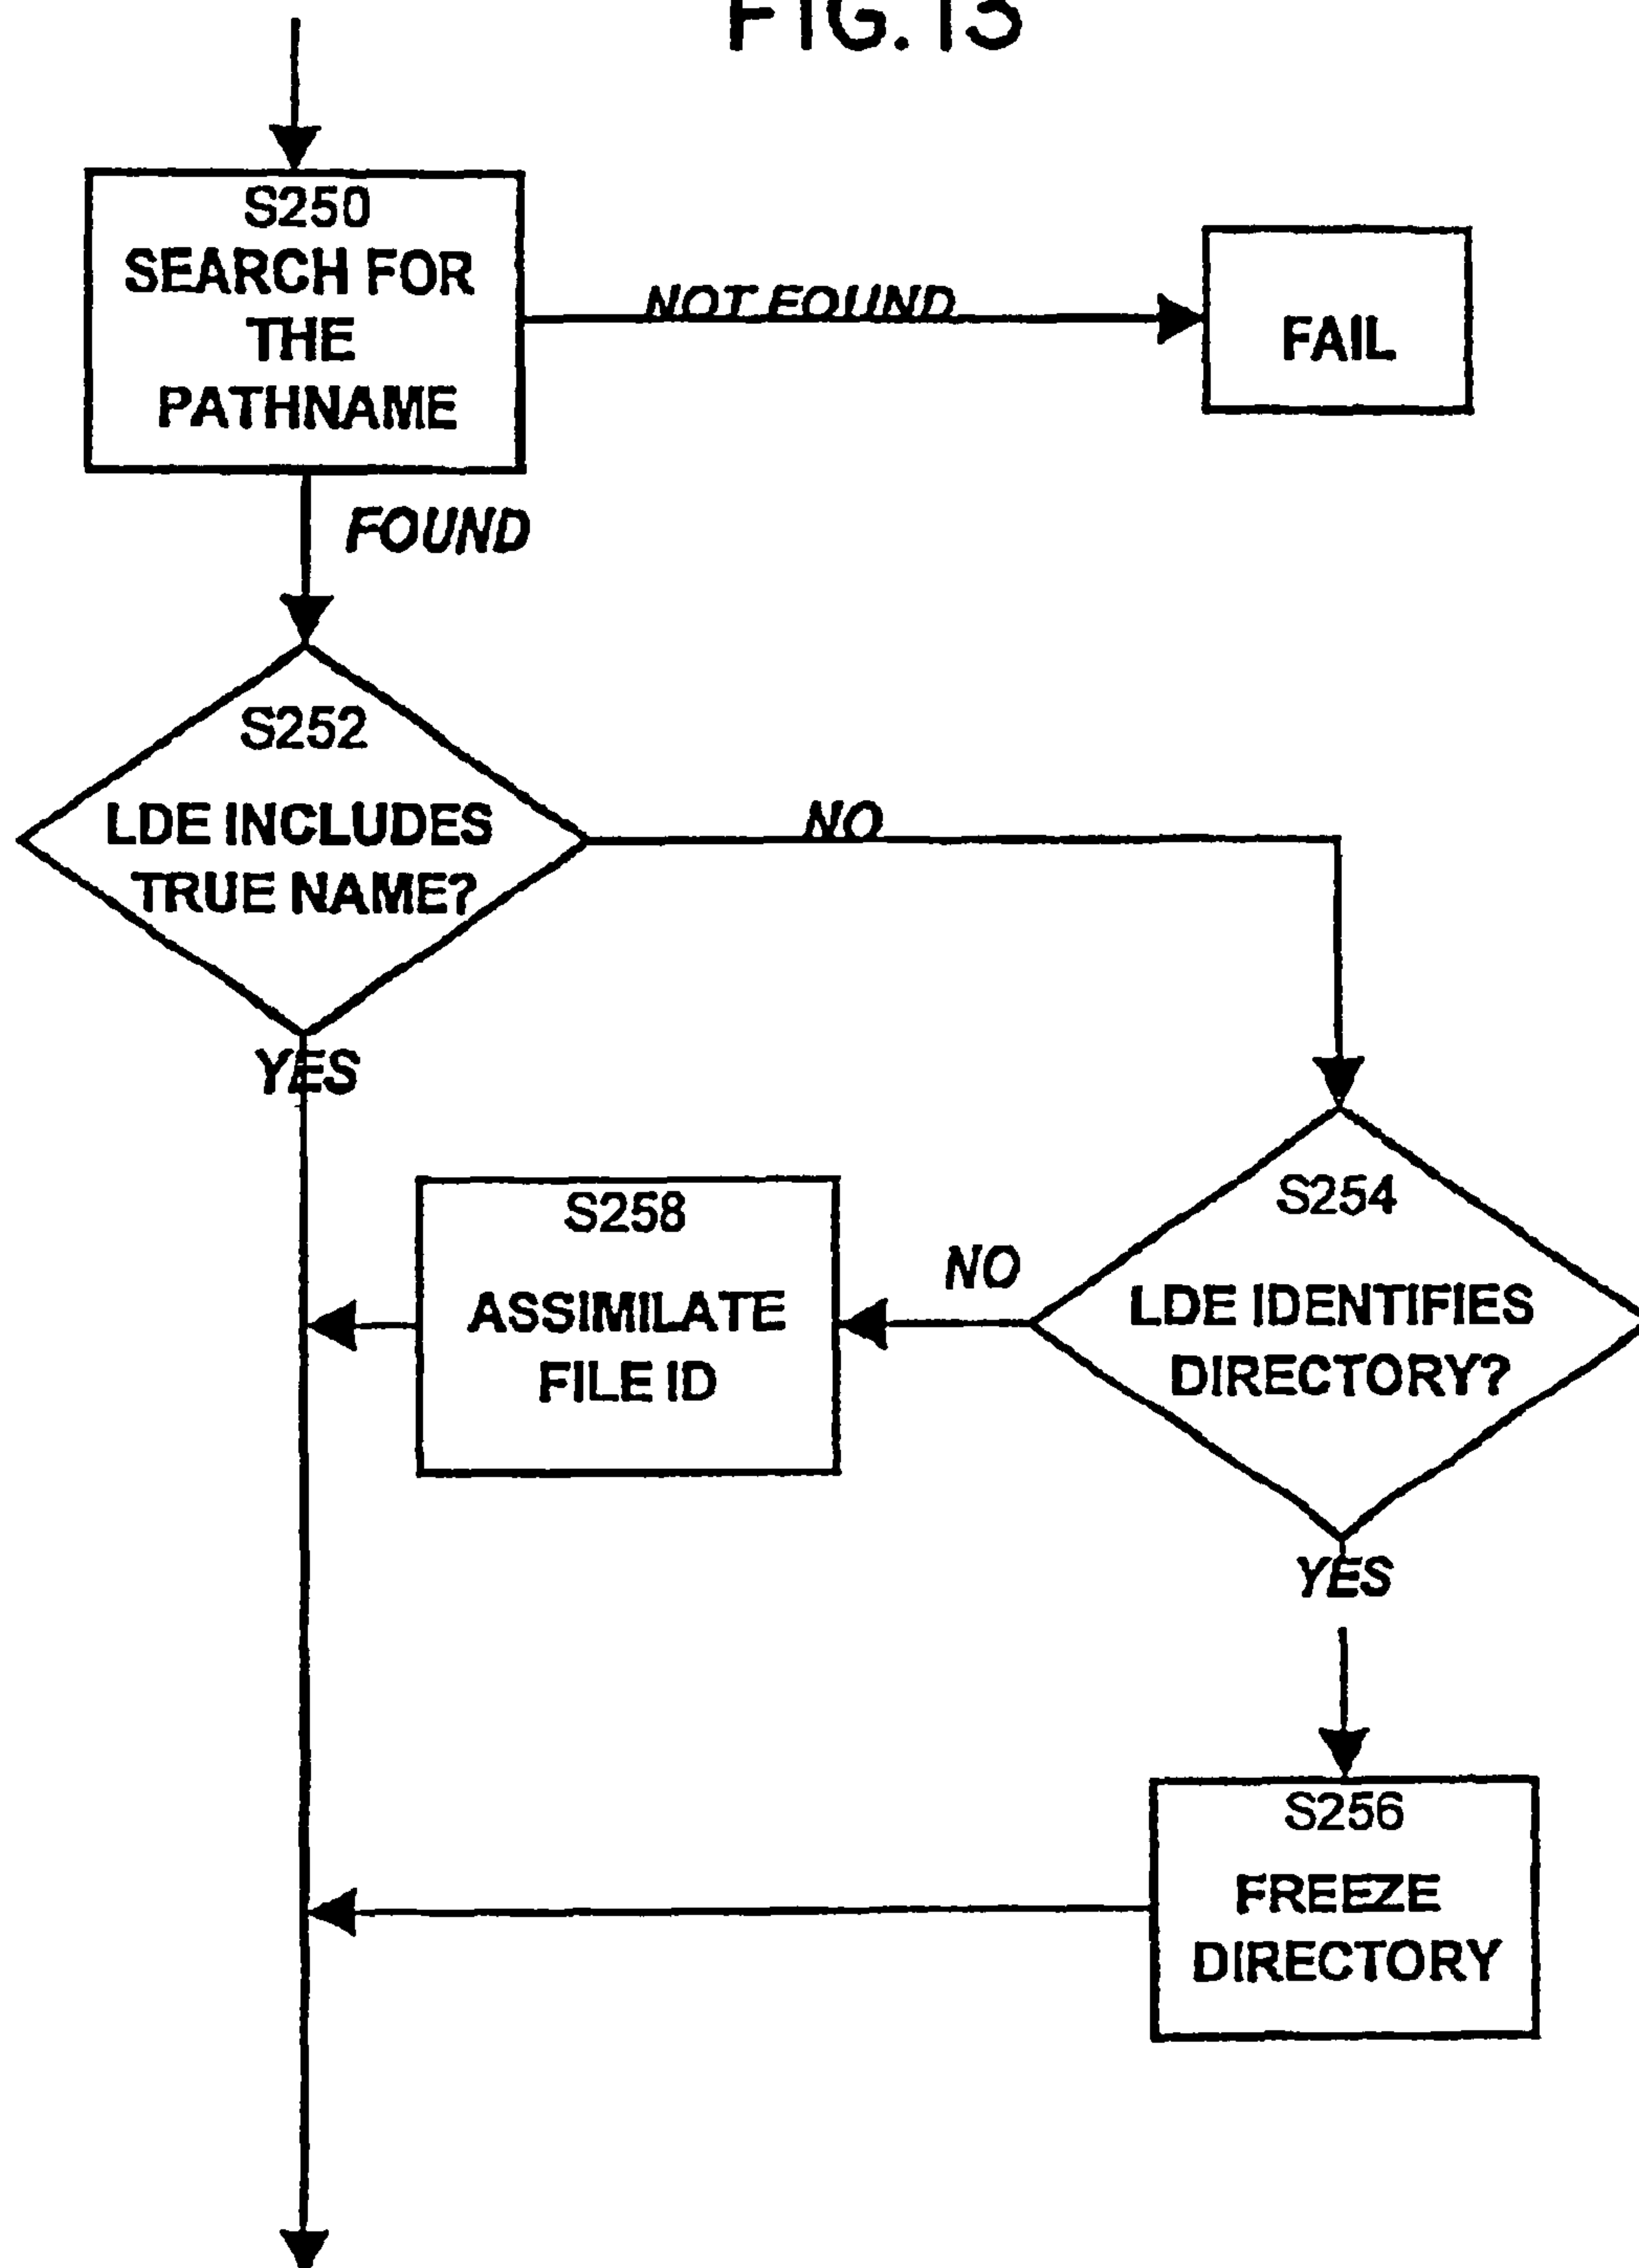 FIG. 13
S250
SEARCH FOR
THE
PATHNAME
NOT FOUND
FAIL
FOUND
S252
LDE INCLUDES
TRUE NAME?
NO
YES
S254
LDE IDENTIFIES
DIRECTORY?
NO
S258
ASSIMILATE
FILE ID
YES
S256
FREEZE
DIRECTORY